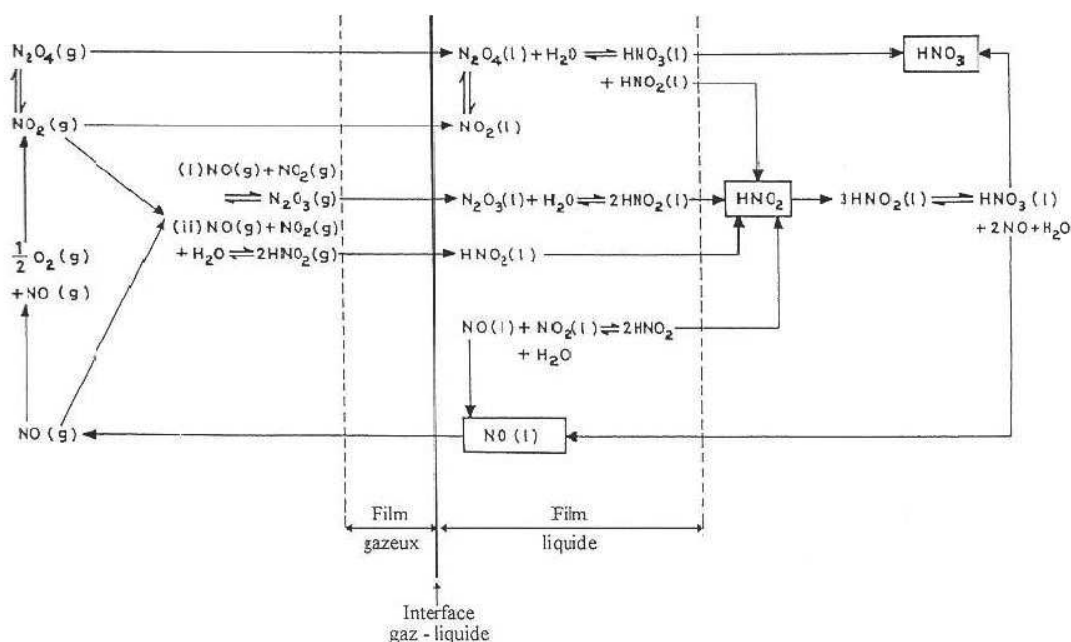 N₂O₄(g)
N₂O₄(l)+H₂O ⇌ HNO₃(l)
+ HNO₂(l)
HNO₃
⇌
⇌
NO₂(g)
NO₂(l)
(i)NO(g)+NO₂(g)
⇌ N₂O₃(g)
N₂O₃(l)+H₂O ⇌ 2HNO₂(l)
HNO₂
3HNO₂(l) ⇌ HNO₃(l)
+2NO+H₂O
(ii)NO(g)+NO₂(g)
+H₂O ⇌ 2HNO₂(g)
HNO₂(l)
1/2 O₂(g)
+NO(g)
NO(l)+NO₂(l) ⇌ 2HNO₂
+H₂O
NO(g)
NO(l)
Film
gazeux
Film
liquide
Interface
gaz - liquide